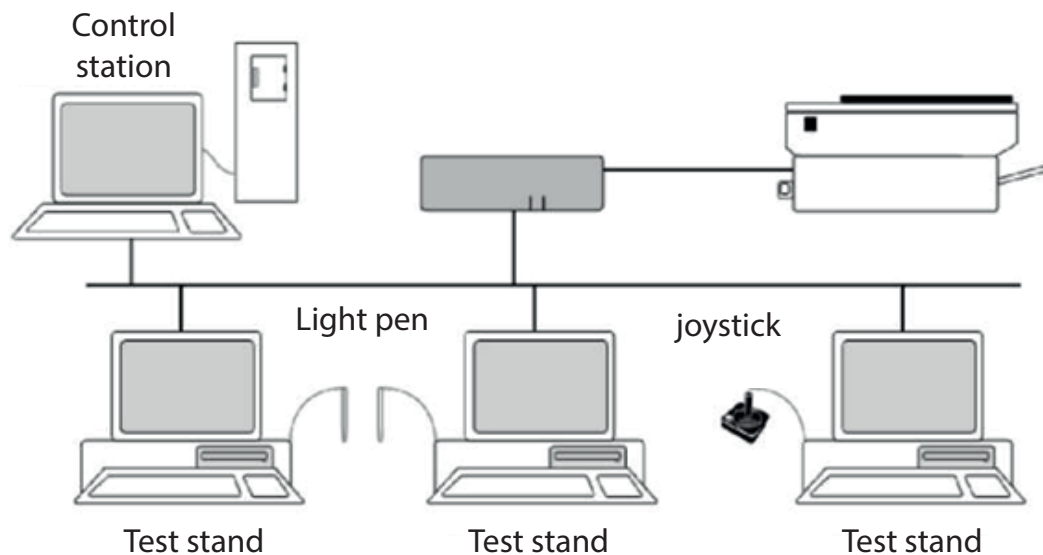 Control
station
Light pen
joystick
Test stand
Test stand
Test stand